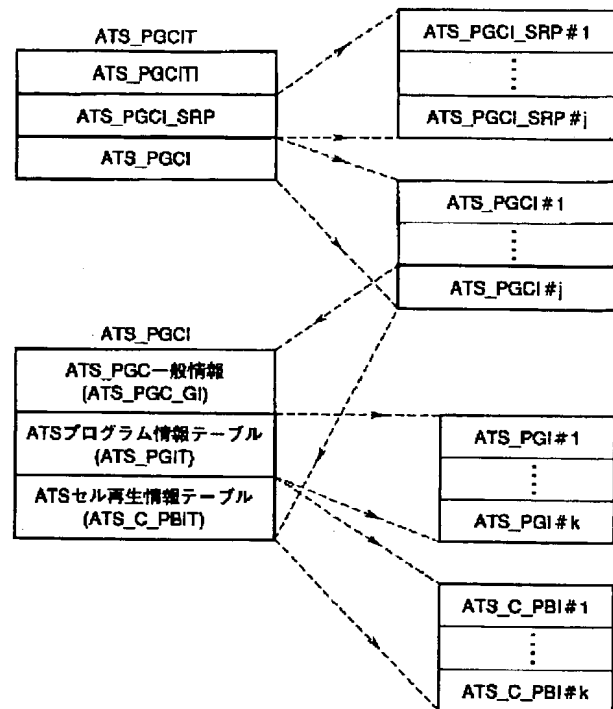 ATS_PGCIT
ATS_PGCITI
ATS_PGCI_SRP
ATS_PGCI
ATS_PGCI_SRP#1
ATS_PGCI_SRP#j
ATS_PGCI#1
ATS_PGCI#j
ATS_PGCI
ATS_PGC一般情報
(ATS_PGC_GI)
ATSプログラム情報テーブル
(ATS_PGIT)
ATSセル再生情報テーブル
(ATS_C_PBIT)
ATS_PGI#1
ATS_PGI#k
ATS_C_PBI#1
ATS_C_PBI#k